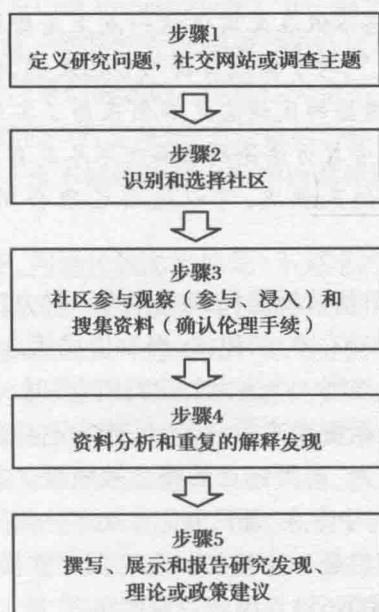 步骤1
定义研究问题，社交网站或调查主题
步骤2
识别和选择社区
步骤3
社区参与观察（参与、浸入）和
搜集资料（确认伦理手续）
步骤4
资料分析和重复的解释发现
步骤5
撰写、展示和报告研究发现、
理论或政策建议